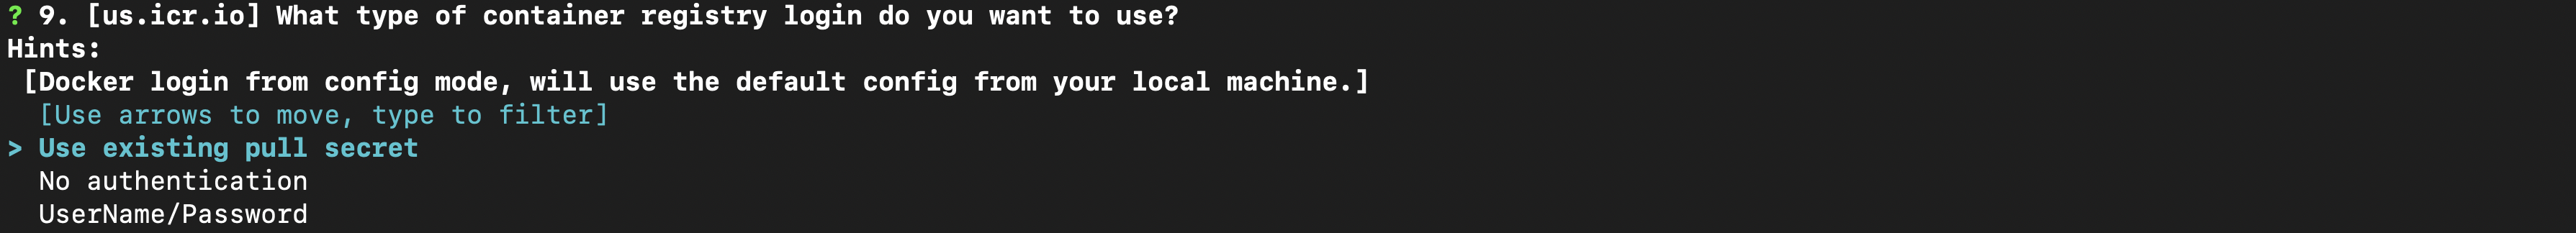 ? 9. [us.icr.io] What type of container registry login do you want to use?
Hints:
[Docker login from config mode, will use the default config from your local machine.]
[Use arrows to move, type to filter]
> Use existing pull secret
No authentication
UserName/Password